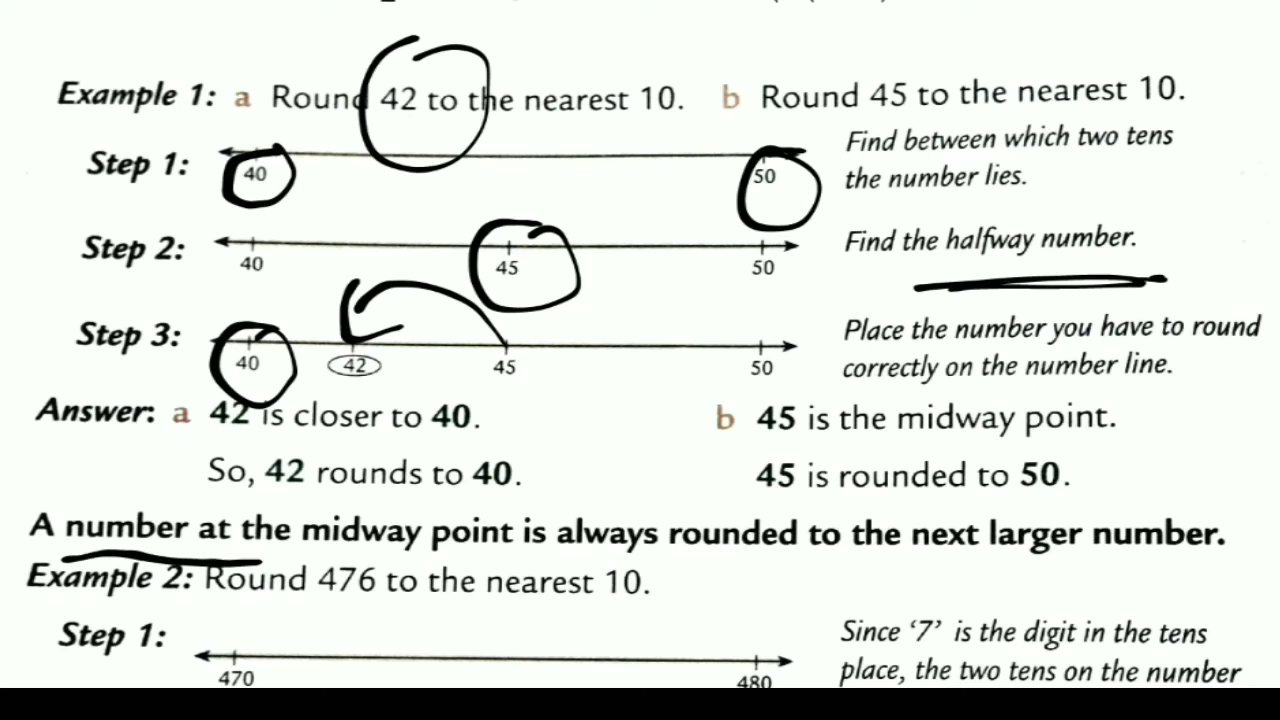 Example 1: a Round 42 to the nearest 10. b Round 45 to the nearest 10.
Step 1: 40 50 Find between which two tens
the number lies.
Step 2: 40 45 50 Find the halfway number.
Step 3: 40 42 45 50 Place the number you have to round
correctly on the number line.
Answer: a 42 is closer to 40. b 45 is the midway point.
So, 42 rounds to 40. 45 is rounded to 50.
A number at the midway point is always rounded to the next larger number.
Example 2: Round 476 to the nearest 10.
Step 1: 470 480 Since ‘7’ is the digit in the tens
place, the two tens on the number